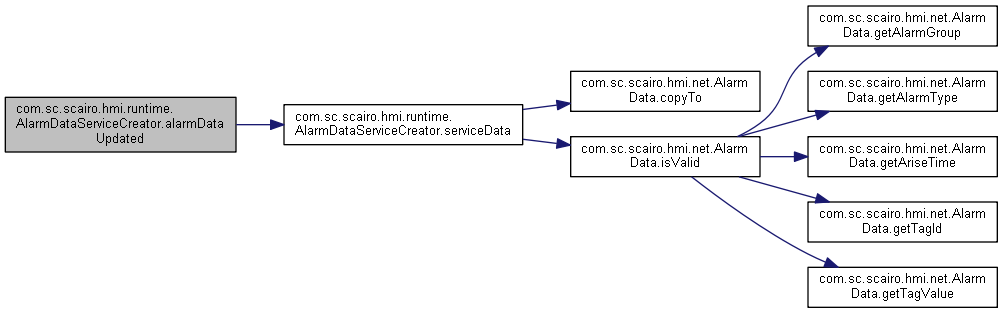 com.sc.scairo.hmi.runtime.
AlarmDataServiceCreator.alarmData
Updated
com.sc.scairo.hmi.runtime.
AlarmDataServiceCreator.serviceData
com.sc.scairo.hmi.net.Alarm
Data.copyTo
com.sc.scairo.hmi.net.Alarm
Data.isValid
com.sc.scairo.hmi.net.Alarm
Data.getAlarmGroup
com.sc.scairo.hmi.net.Alarm
Data.getAlarmType
com.sc.scairo.hmi.net.Alarm
Data.getAriseTime
com.sc.scairo.hmi.net.Alarm
Data.getTagId
com.sc.scairo.hmi.net.Alarm
Data.getTagValue